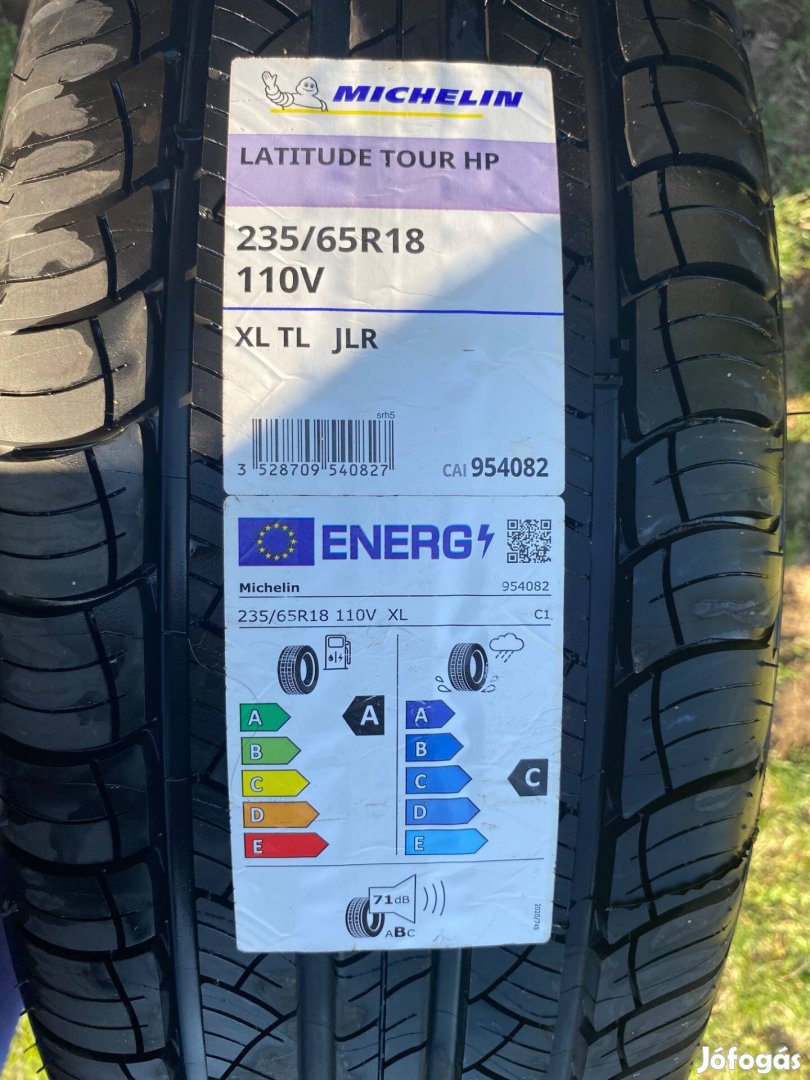 MICHELIN
LATITUDE TOUR HP
235/65R18
110V
XL TL JLR
srh5
3 528709 540827
CAI 954082
ENERG
Michelin 954082
235/65R18 110V XL C1
A A A
B B
C C C
D D
E E
71dB
ABC
2020/740
Jófogás